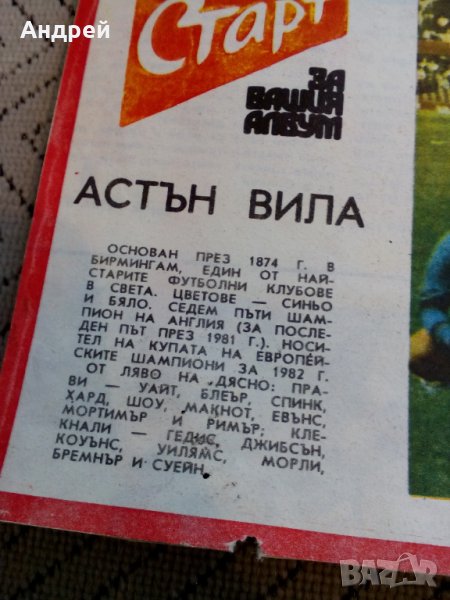 Андрей
Старт
ЗА
ВАШИЯ
АЛБУМ
АСТЪН ВИЛА
ОСНОВАН ПРЕЗ 1874 Г. В
БИРМИНГАМ, ЕДИН ОТ НАЙ-
СТАРИТЕ ФУТБОЛНИ КЛУБОВЕ
В СВЕТА. ЦВЕТОВЕ — СИНЬО
И БЯЛО. СЕДЕМ ПЪТИ ШАМ-
ПИОН НА АНГЛИЯ (ЗА ПОСЛЕ-
ДЕН ПЪТ ПРЕЗ 1981 Г.). НОСИ-
ТЕЛ НА КУПАТА НА ЕВРОПЕЙ-
СКИТЕ ШАМПИОНИ ЗА 1982 Г.
ОТ ЛЯВО НА ДЯСНО: ПРА-
ВИ — УАЙТ, БЛЕЪР, СПИНК,
ХАРД, ШОУ, МАКНОТ, ЕВЪНС,
МОРТИМЪР И РИМЪР; КЛЕ-
КНАЛИ — ГЕДИС, ДЖИБСЪН,
КОУЪНС, УИЛЯМС, МОРЛИ,
БРЕМНЪР И СУЕЙН.
BAZAR.BG